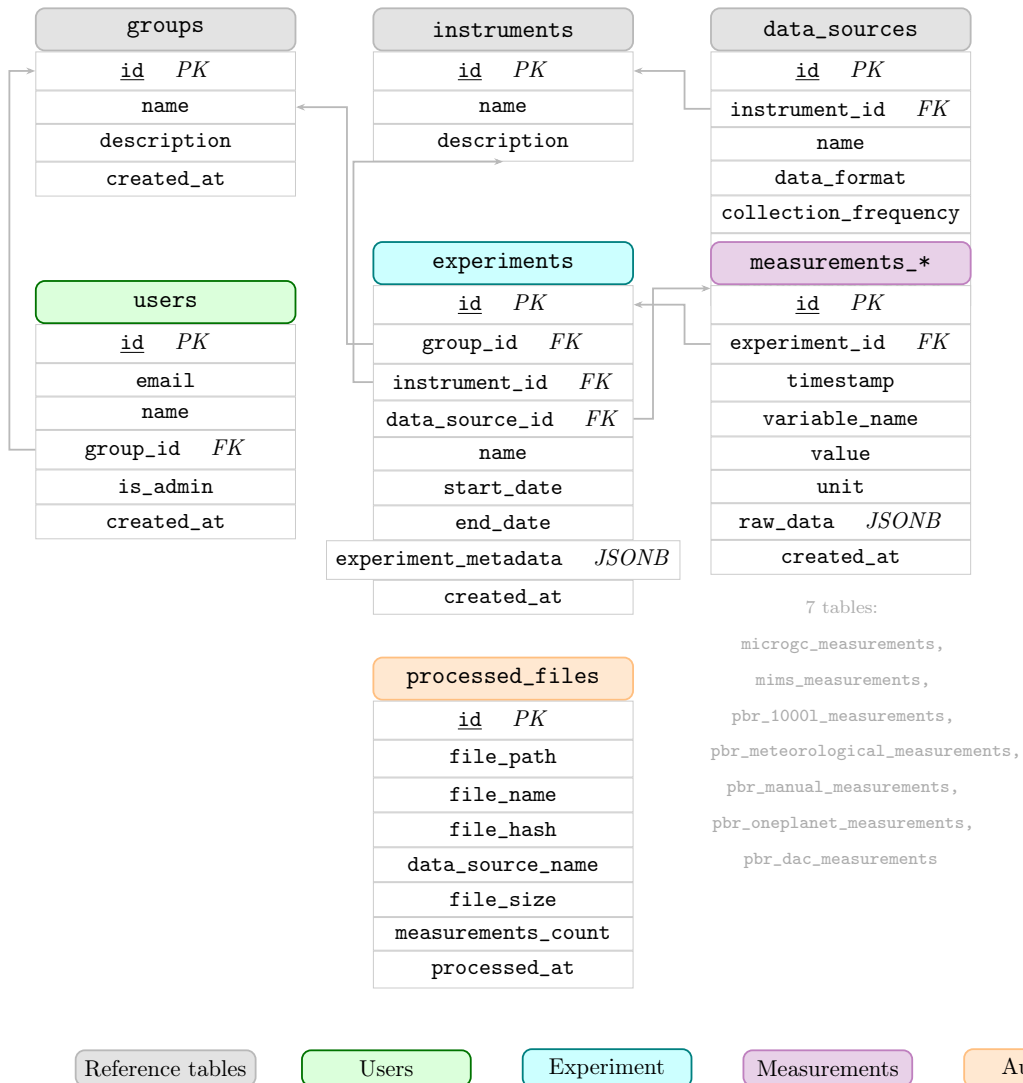 groups
id PK
name
description
created_at
instruments
id PK
name
description
data_sources
id PK
instrument_id FK
name
data_format
collection_frequency
users
id PK
email
name
group_id FK
is_admin
created_at
experiments
id PK
group_id FK
instrument_id FK
data_source_id FK
name
start_date
end_date
experiment_metadata JSONB
created_at
measurements_*
id PK
experiment_id FK
timestamp
variable_name
value
unit
raw_data JSONB
created_at
7 tables:
microgc_measurements,
mims_measurements,
pbr_1000l_measurements,
pbr_meteorological_measurements,
pbr_manual_measurements,
pbr_oneplanet_measurements,
pbr_dac_measurements
processed_files
id PK
file_path
file_name
file_hash
data_source_name
file_size
measurements_count
processed_at
Reference tables
Users
Experiment
Measurements